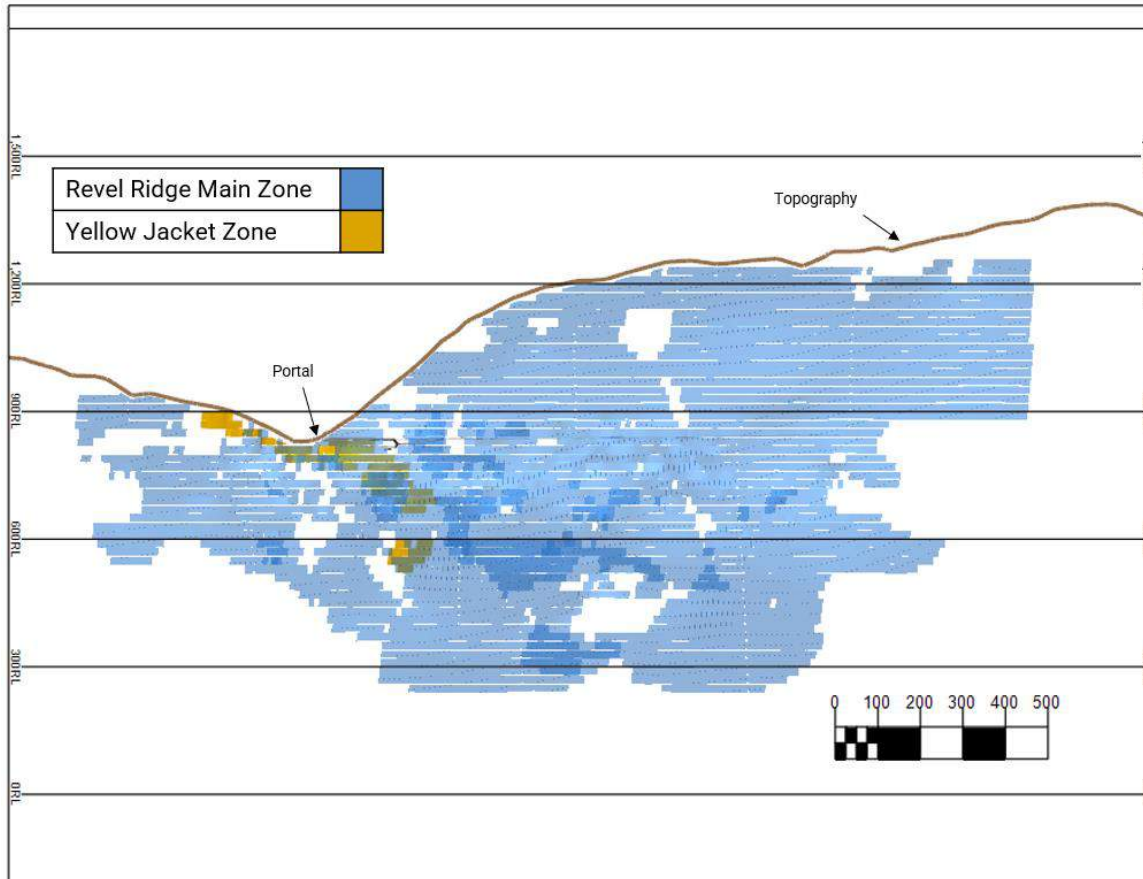 1,500RL
Revel Ridge Main Zone
Yellow Jacket Zone
Topography
1,200RL
Portal
900RL
600RL
300RL
0 100 200 300 400 500
0RL